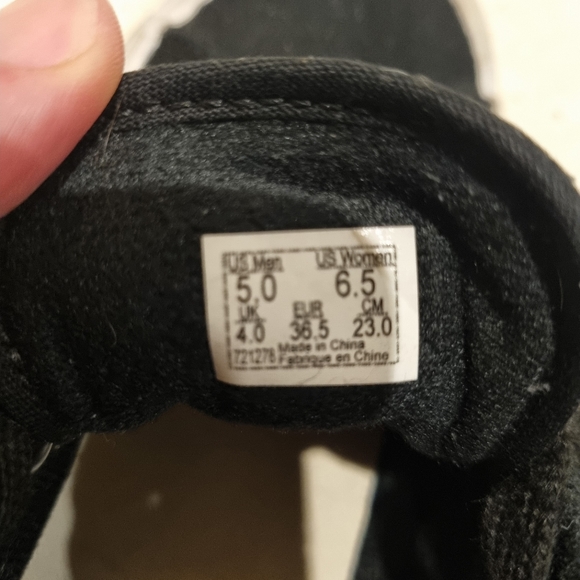 US Men US Women
5.0 6.5
UK EUR CM
4.0 36.5 23.0
721278 Made in China
Fabrique en Chine